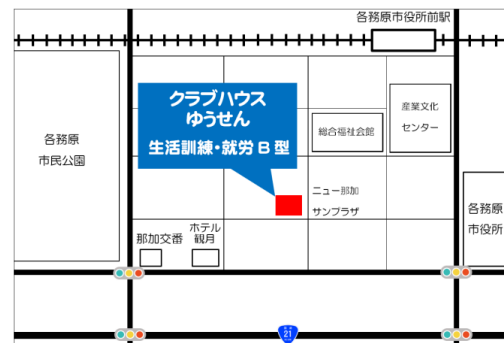 各務原市役所前駅
クラブハウス
ゆうせん
生活訓練・就労B型
産業文化
センター
総合福祉会館
各務原
市民公園
ニュー那加
サンプラザ
各務原
市役所
ホテル
観月
那加交番
21